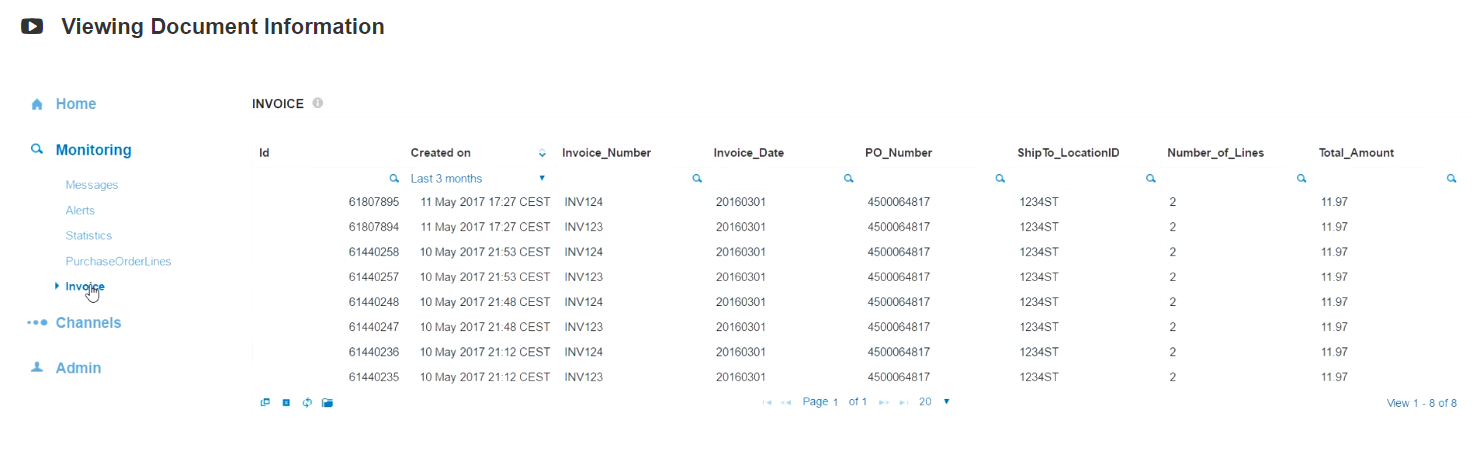 Viewing Document Information
Home
Monitoring
Messages
Alerts
Statistics
PurchaseOrderLines
Invoice
Channels
Admin
INVOICE
Id Created on Invoice_Number Invoice_Date PO_Number ShipTo_LocationID Number_of_Lines Total_Amount
Last 3 months
61807895 11 May 2017 17:27 CEST INV124 20160301 4500064817 1234ST 2 11.97
61807894 11 May 2017 17:27 CEST INV123 20160301 4500064817 1234ST 2 11.97
61440258 10 May 2017 21:53 CEST INV124 20160301 4500064817 1234ST 2 11.97
61440257 10 May 2017 21:53 CEST INV123 20160301 4500064817 1234ST 2 11.97
61440248 10 May 2017 21:48 CEST INV124 20160301 4500064817 1234ST 2 11.97
61440247 10 May 2017 21:48 CEST INV123 20160301 4500064817 1234ST 2 11.97
61440236 10 May 2017 21:12 CEST INV124 20160301 4500064817 1234ST 2 11.97
61440235 10 May 2017 21:12 CEST INV123 20160301 4500064817 1234ST 2 11.97
Page 1 of 1 20 View 1 - 8 of 8